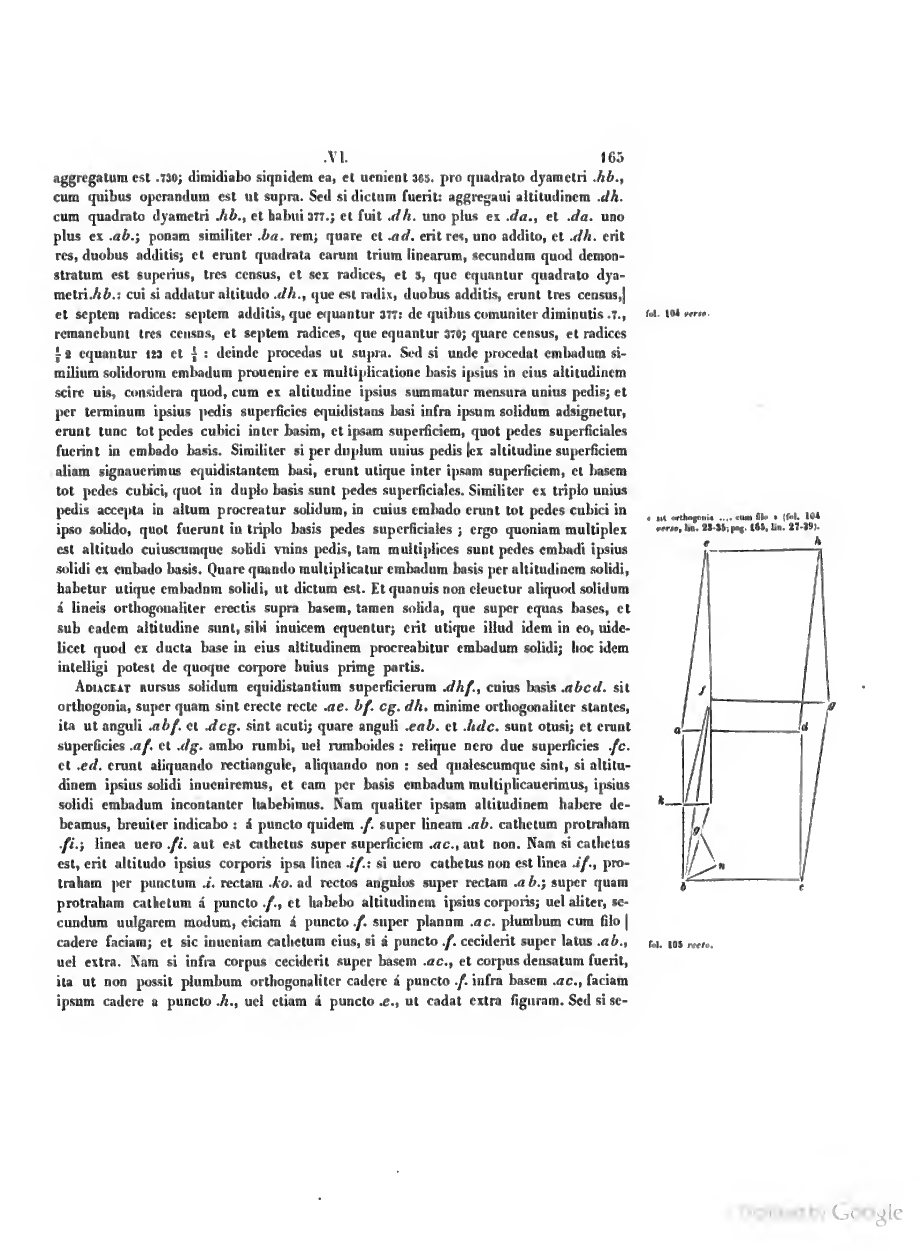 .VI. 165
aggregatum est .730; dimidiabo siqnidem ea, et uenient 365. pro quadrato dyametri .hb.,
cum quibus operandum est ut supra. Sed si dictum fuerit: aggregaui altitudinem .dh.
cum quadrato dyametri .hb., et habui 377.; et fuit .dh. uno plus ex .da., et .da. uno
plus ex .ab.; ponam similiter .ba. rem; quare et .ad. erit res, uno addito, et .dh. erit
res, duobus additis; et erunt quadrata earum trium linearum, secundum quod demon-
stratum est superius, tres census, et sex radices, et 5, que equantur quadrato dya-
metri.hb.: cui si addatur altitudo .dh., que est radix, duobus additis, erunt tres census,|
et septem radices: septem additis, que equantur 377: de quibus comuniter diminutis .7.,
remanebunt tres census, et septem radices, que equantur 370; quare census, et radices
1/3 2 equantur 123 et 1/3 : deinde procedas ut supra. Sed si unde procedat embadum si-
milium solidorum embadum prouenire ex multiplicatione basis ipsius in eius altitudinem
scire uis, considera quod, cum ex altitudine ipsius summatur mensura unius pedis; et
per terminum ipsius pedis superficies equidistans basi infra ipsum solidum adsignetur,
erunt tunc tot pedes cubici inter basim, et ipsam superficiem, quot pedes superficiales
fuerint in embado basis. Similiter si per duplum unius pedis |ex altitudine superficiem
aliam signauerimus equidistantem basi, erunt utique inter ipsam superficiem, et basem
tot pedes cubici, quot in duplo basis sunt pedes superficiales. Similiter ex triplo unius
pedis accepta in altum procreatur solidum, in cuius embado erunt tot pedes cubici in
ipso solido, quot fuerunt in triplo basis pedes superficiales ; ergo quoniam multiplex
est altitudo cuiuscumque solidi vnins pedis, tam multiplices sunt pedes embadi ipsius
solidi ex embado basis. Quare quando multiplicatur embadum basis per altitudinem solidi,
habetur utique embadum solidi, ut dictum est. Et quanuis non eleuetur aliquod solidum
á lineis orthogonaliter erectis supra basem, tamen solida, que super equas bases, et
sub eadem altitudine sunt, sibi inuicem equentur; erit utique illud idem in eo, uide-
licet quod ex ducta base in eius altitudinem procreabitur embadum solidi; hoc idem
intelligi potest de quoque corpore huius prime partis.
ADIACEAT rursus solidum equidistantium superficierum .dhf., cuius basis .abcd. sit
orthogonia, super quam sint erecte recte .ae. bf. cg. dh. minime orthogonaliter stantes,
ita ut anguli .abf. et .dcg. sint acuti; quare anguli .eab. et .hdc. sunt otusi; et erunt
superficies .af. et .dg. ambo rumbi, uel rumboides : relique uero due superficies .fc.
et .ed. erunt aliquando rectiangule, aliquando non : sed qualescumque sint, si altitu-
dinem ipsius solidi inueniremus, et eam per basis embadum multiplicauerimus, ipsius
solidi embadum incontanter habebimus. Nam qualiter ipsam altitudinem habere de-
beamus, breuiter indicabo : á puncto quidem .f. super lineam .ab. cathetum protraham
.fi.; linea uero .fi. aut est cathetus super superficiem .ac., aut non. Nam si cathetus
est, erit altitudo ipsius corporis ipsa linea .if.: si uero cathetus non est linea .if., pro-
traham per punctum .i. rectam .ko. ad rectos angulos super rectam .ab.; super quam
protraham cathetum á puncto .f., et habebo altitudinem ipsius corporis; uel aliter, se-
cundum uulgarem modum, eiciam á puncto .f. super planum .ac. plumbum cum filo |
cadere faciam; et sic inueniam cathetum eius, si á puncto .f. ceciderit super latus .ab.,
uel extra. Nam si infra corpus ceciderit super basem .ac., et corpus densatum fuerit,
ita ut non possit plumbum orthogonaliter cadere á puncto .f. infra basem .ac., faciam
ipsum cadere a puncto .h., uel etiam á puncto .e., ut cadat extra figuram. Sed si se-
fol. 104 verso.
« sit orthogonia .... cum filo » (fol. 104
verso, lin. 23-35; pag. 165, lin. 27-39).
e h
f
g
a d
k
o
n
b c
fol. 105 recto.
Digitized by Google